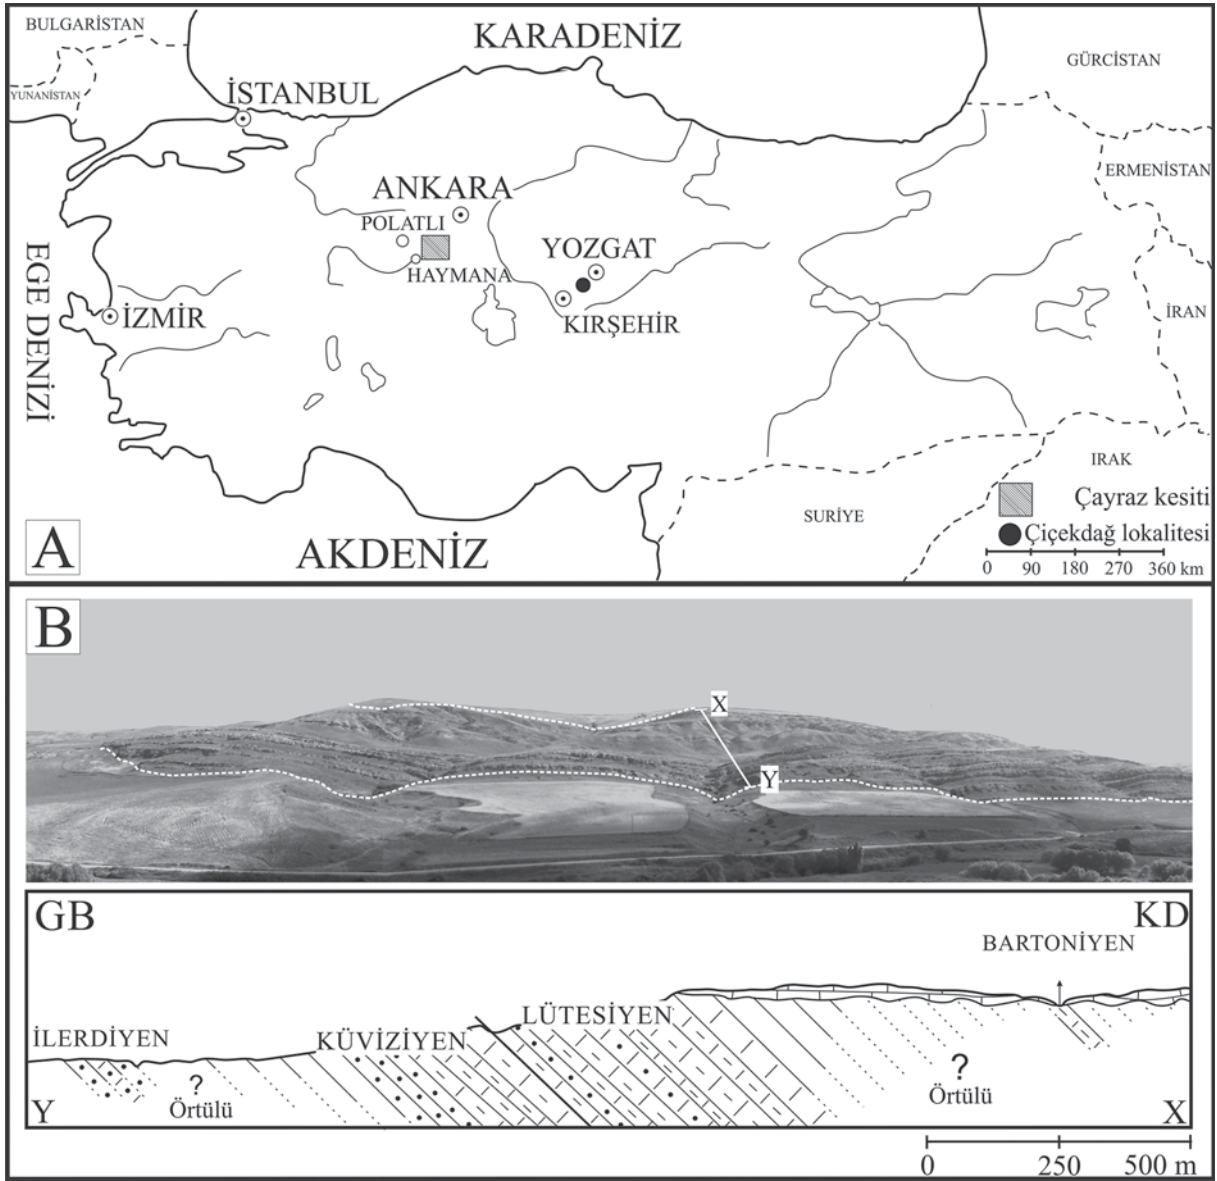 BULGARİSTAN
KARADENİZ
GÜRCİSTAN
YUNANİSTAN
İSTANBUL
ERMENİSTAN
ANKARA
POLATLI
YOZGAT
HAYMANA
EGE DENİZİ
İZMİR
KIRŞEHİR
İRAN
IRAK
SURİYE
Çayraz kesiti
Çiçekdağ lokalitesi
0 90 180 270 360 km
A
AKDENİZ
B
X
Y
GB
KD
BARTONİYEN
LÜTESİYEN
İLERDİYEN
KÜVİZİYEN
?
Örtülü
?
Örtülü
Y
X
0 250 500 m